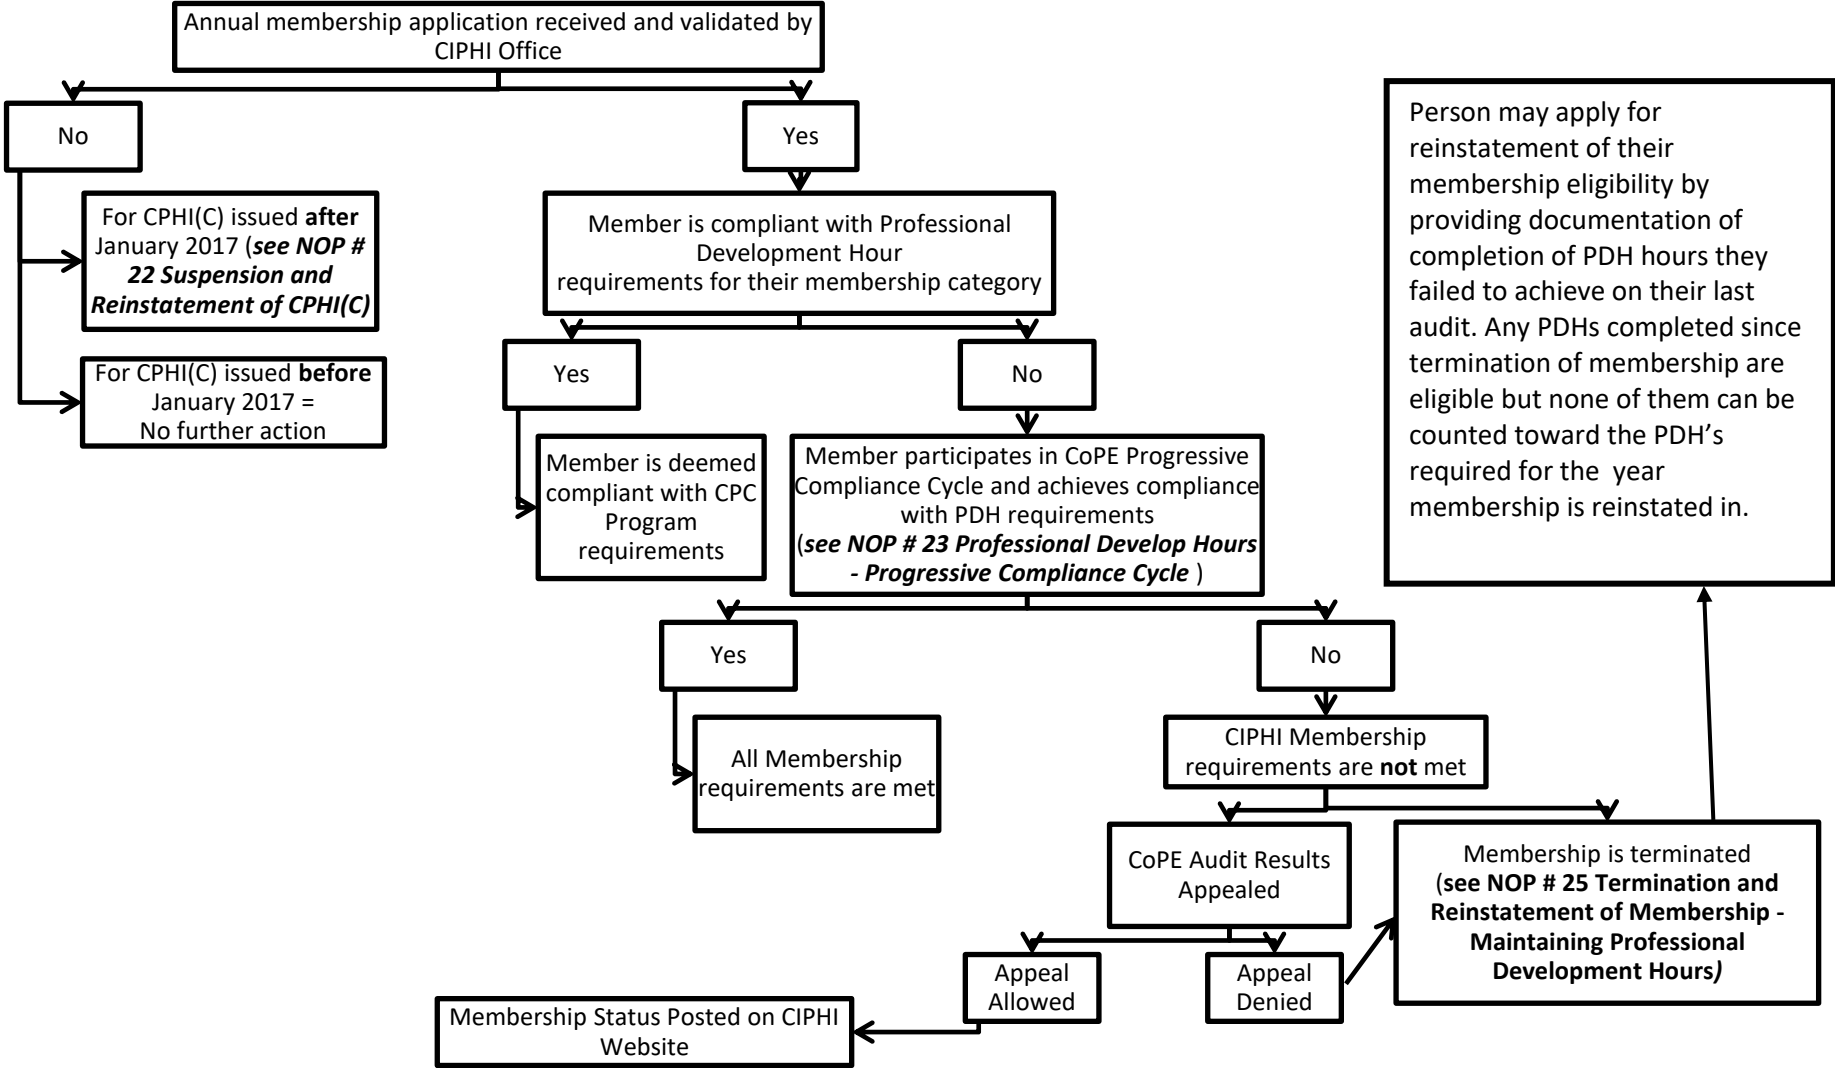 Annual membership application received and validated by
CIPHI Office
No
Yes
For CPHI(C) issued after
January 2017 (see NOP #
22 Suspension and
Reinstatement of CPHI(C)
For CPHI(C) issued before
January 2017 =
No further action
Member is compliant with Professional
Development Hour
requirements for their membership category
Yes
No
Member is deemed
compliant with CPC
Program
requirements
Member participates in CoPE Progressive
Compliance Cycle and achieves compliance
with PDH requirements
(see NOP # 23 Professional Develop Hours
- Progressive Compliance Cycle )
Yes
No
All Membership
requirements are met
CIPHI Membership
requirements are not met
CoPE Audit Results
Appealed
Membership is terminated
(see NOP # 25 Termination and
Reinstatement of Membership -
Maintaining Professional
Development Hours)
Appeal
Allowed
Appeal
Denied
Membership Status Posted on CIPHI
Website
Person may apply for
reinstatement of their
membership eligibility by
providing documentation of
completion of PDH hours they
failed to achieve on their last
audit. Any PDHs completed since
termination of membership are
eligible but none of them can be
counted toward the PDH’s
required for the  year
membership is reinstated in.